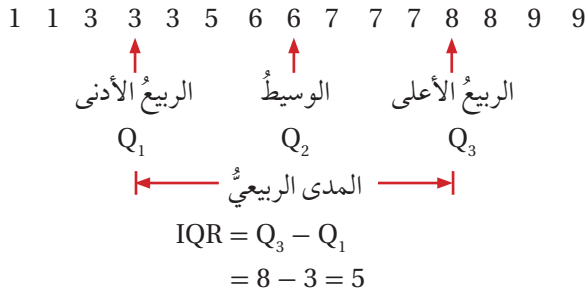 1 1 3 3 3 5 6 6 7 7 7 8 8 9 9
الربيعُ الأدنى الوسيطُ الربيعُ الأعلى
Q₁ Q₂ Q₃
المدى الربيعيُّ
IQR = Q₃ − Q₁
= 8 − 3 = 5